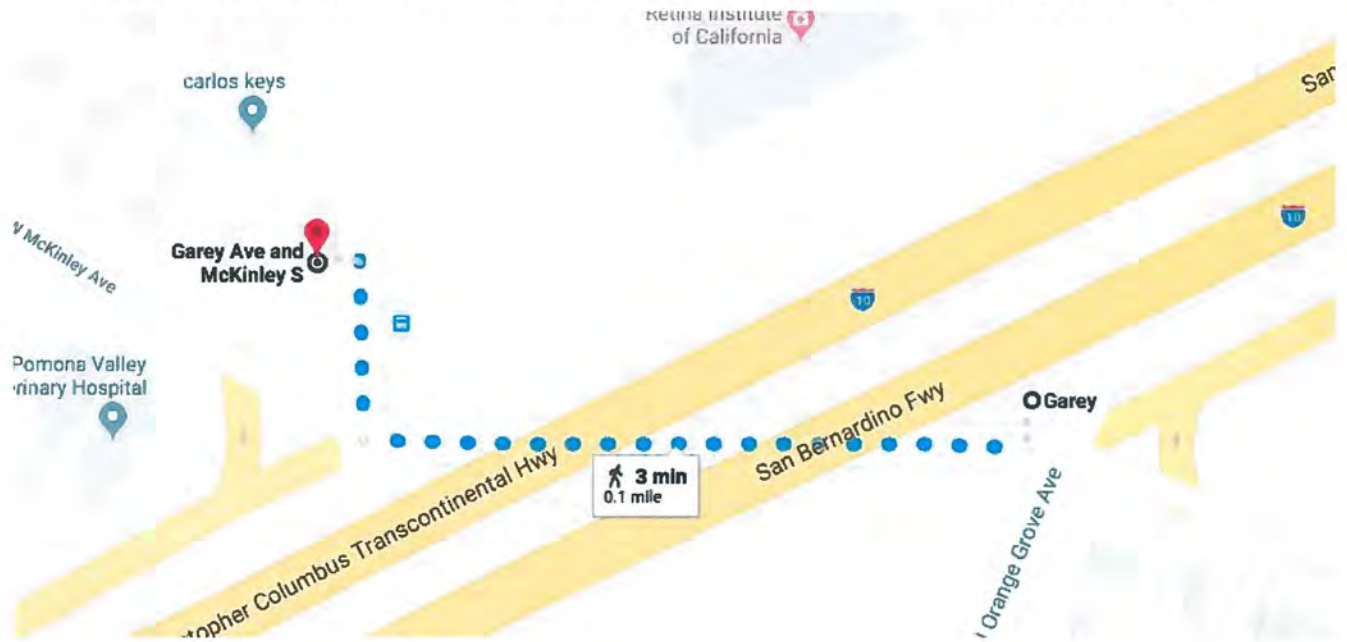 Retina Institute
of California
carlos keys
San
10
W McKinley Ave
Garey Ave and
McKinley S
10
Pomona Valley
rinary Hospital
Garey
San Bernardino Fwy
3 min
0.1 mile
topher Columbus Transcontinental Hwy
Orange Grove Ave